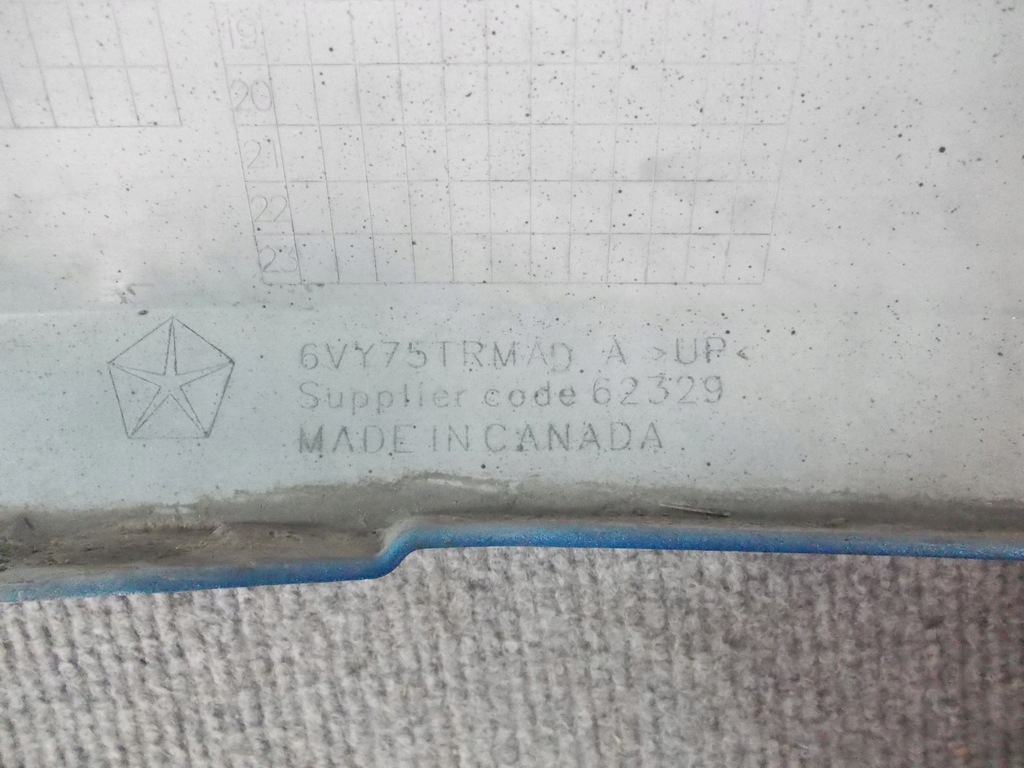 19
20
21
22
23
6VY75TRMAD A >UP<
Supplier code 62329
MADE IN CANADA